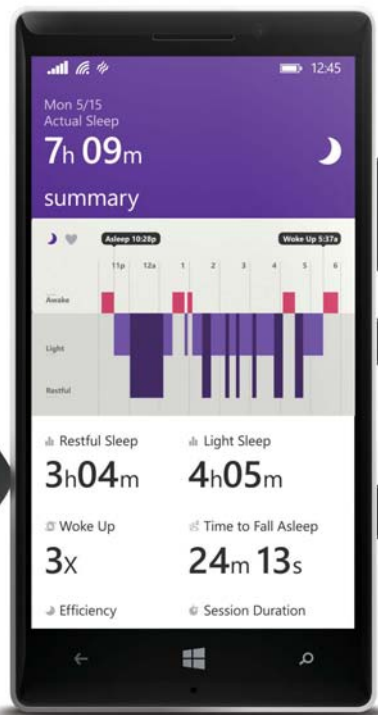 12:45
Mon 5/15
Actual Sleep
7h 09m
summary
Asleep 10:28p Woke Up 5:37a
11p 12a 1 2 3 4 5 6
Awake
Light
Restful
Restful Sleep Light Sleep
3h04m 4h05m
Woke Up Time to Fall Asleep
3X 24m 13s
Efficiency Session Duration